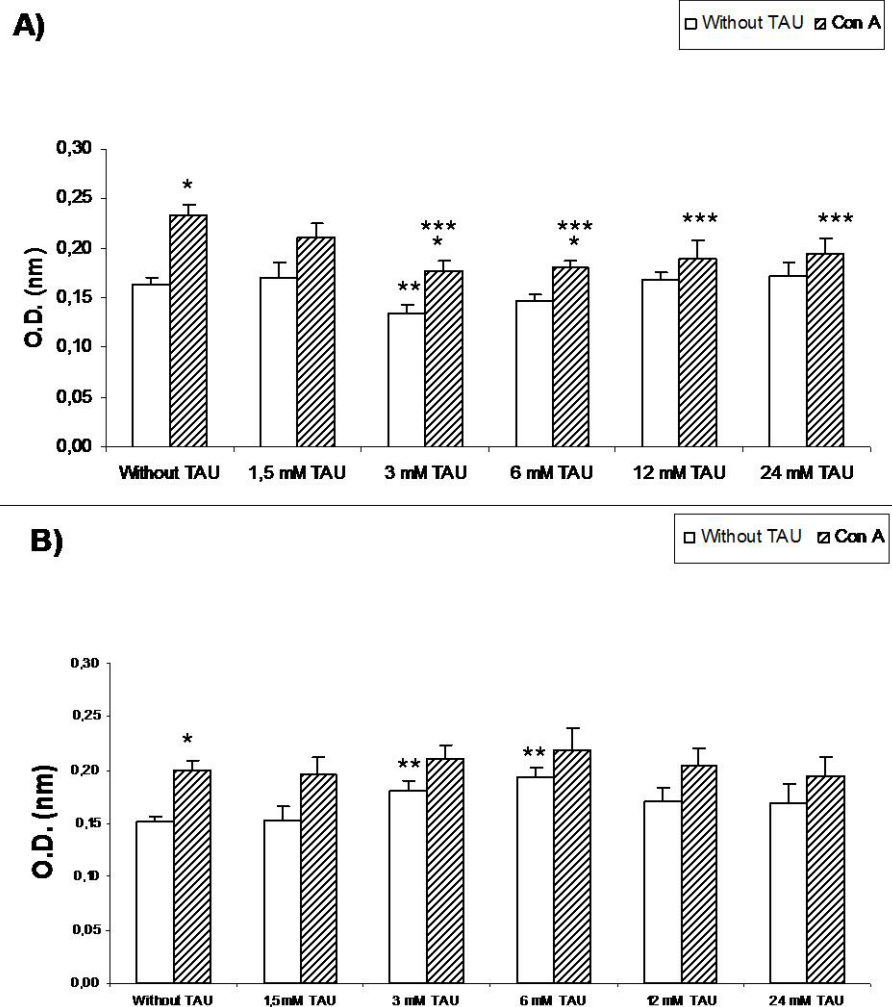 A)
Without TAU Con A
0,30
0,25
0,20
0,15
0,10
0,05
0,00
O.D. (nm)
*
*** *** *** ***
* *
**
Without TAU 1,5 mM TAU 3 mM TAU 6 mM TAU 12 mM TAU 24 mM TAU
B)
Without TAU Con A
0,30
0,25
0,20
0,15
0,10
0,05
0,00
O.D. (nm)
*
** **
Without TAU 1,5 mM TAU 3 mM TAU 6 mM TAU 12 mM TAU 24 mM TAU